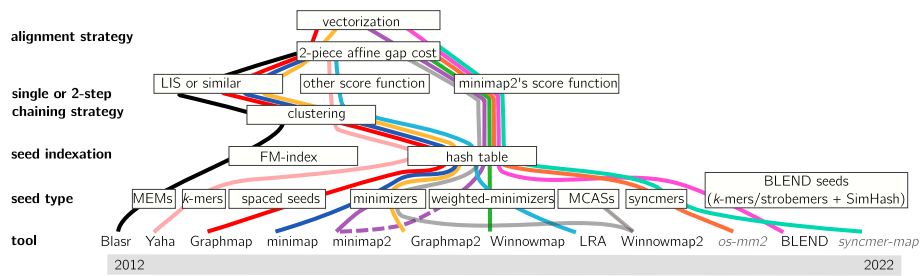 vectorization
alignment strategy
2-piece affine gap cost
LIS or similar other score function minimap2's score function
single or 2-step
chaining strategy
clustering
seed indexation FM-index hash table
BLEND seeds
seed type MEMs k-mers spaced seeds minimizers weighted-minimizers MCASs syncmers (k-mers/strobemers + SimHash)
tool Blasr Yaha Graphmap minimap minimap2 Graphmap2 Winnowmap LRA Winnowmap2 os-mm2 BLEND syncmer-map
2012 2022